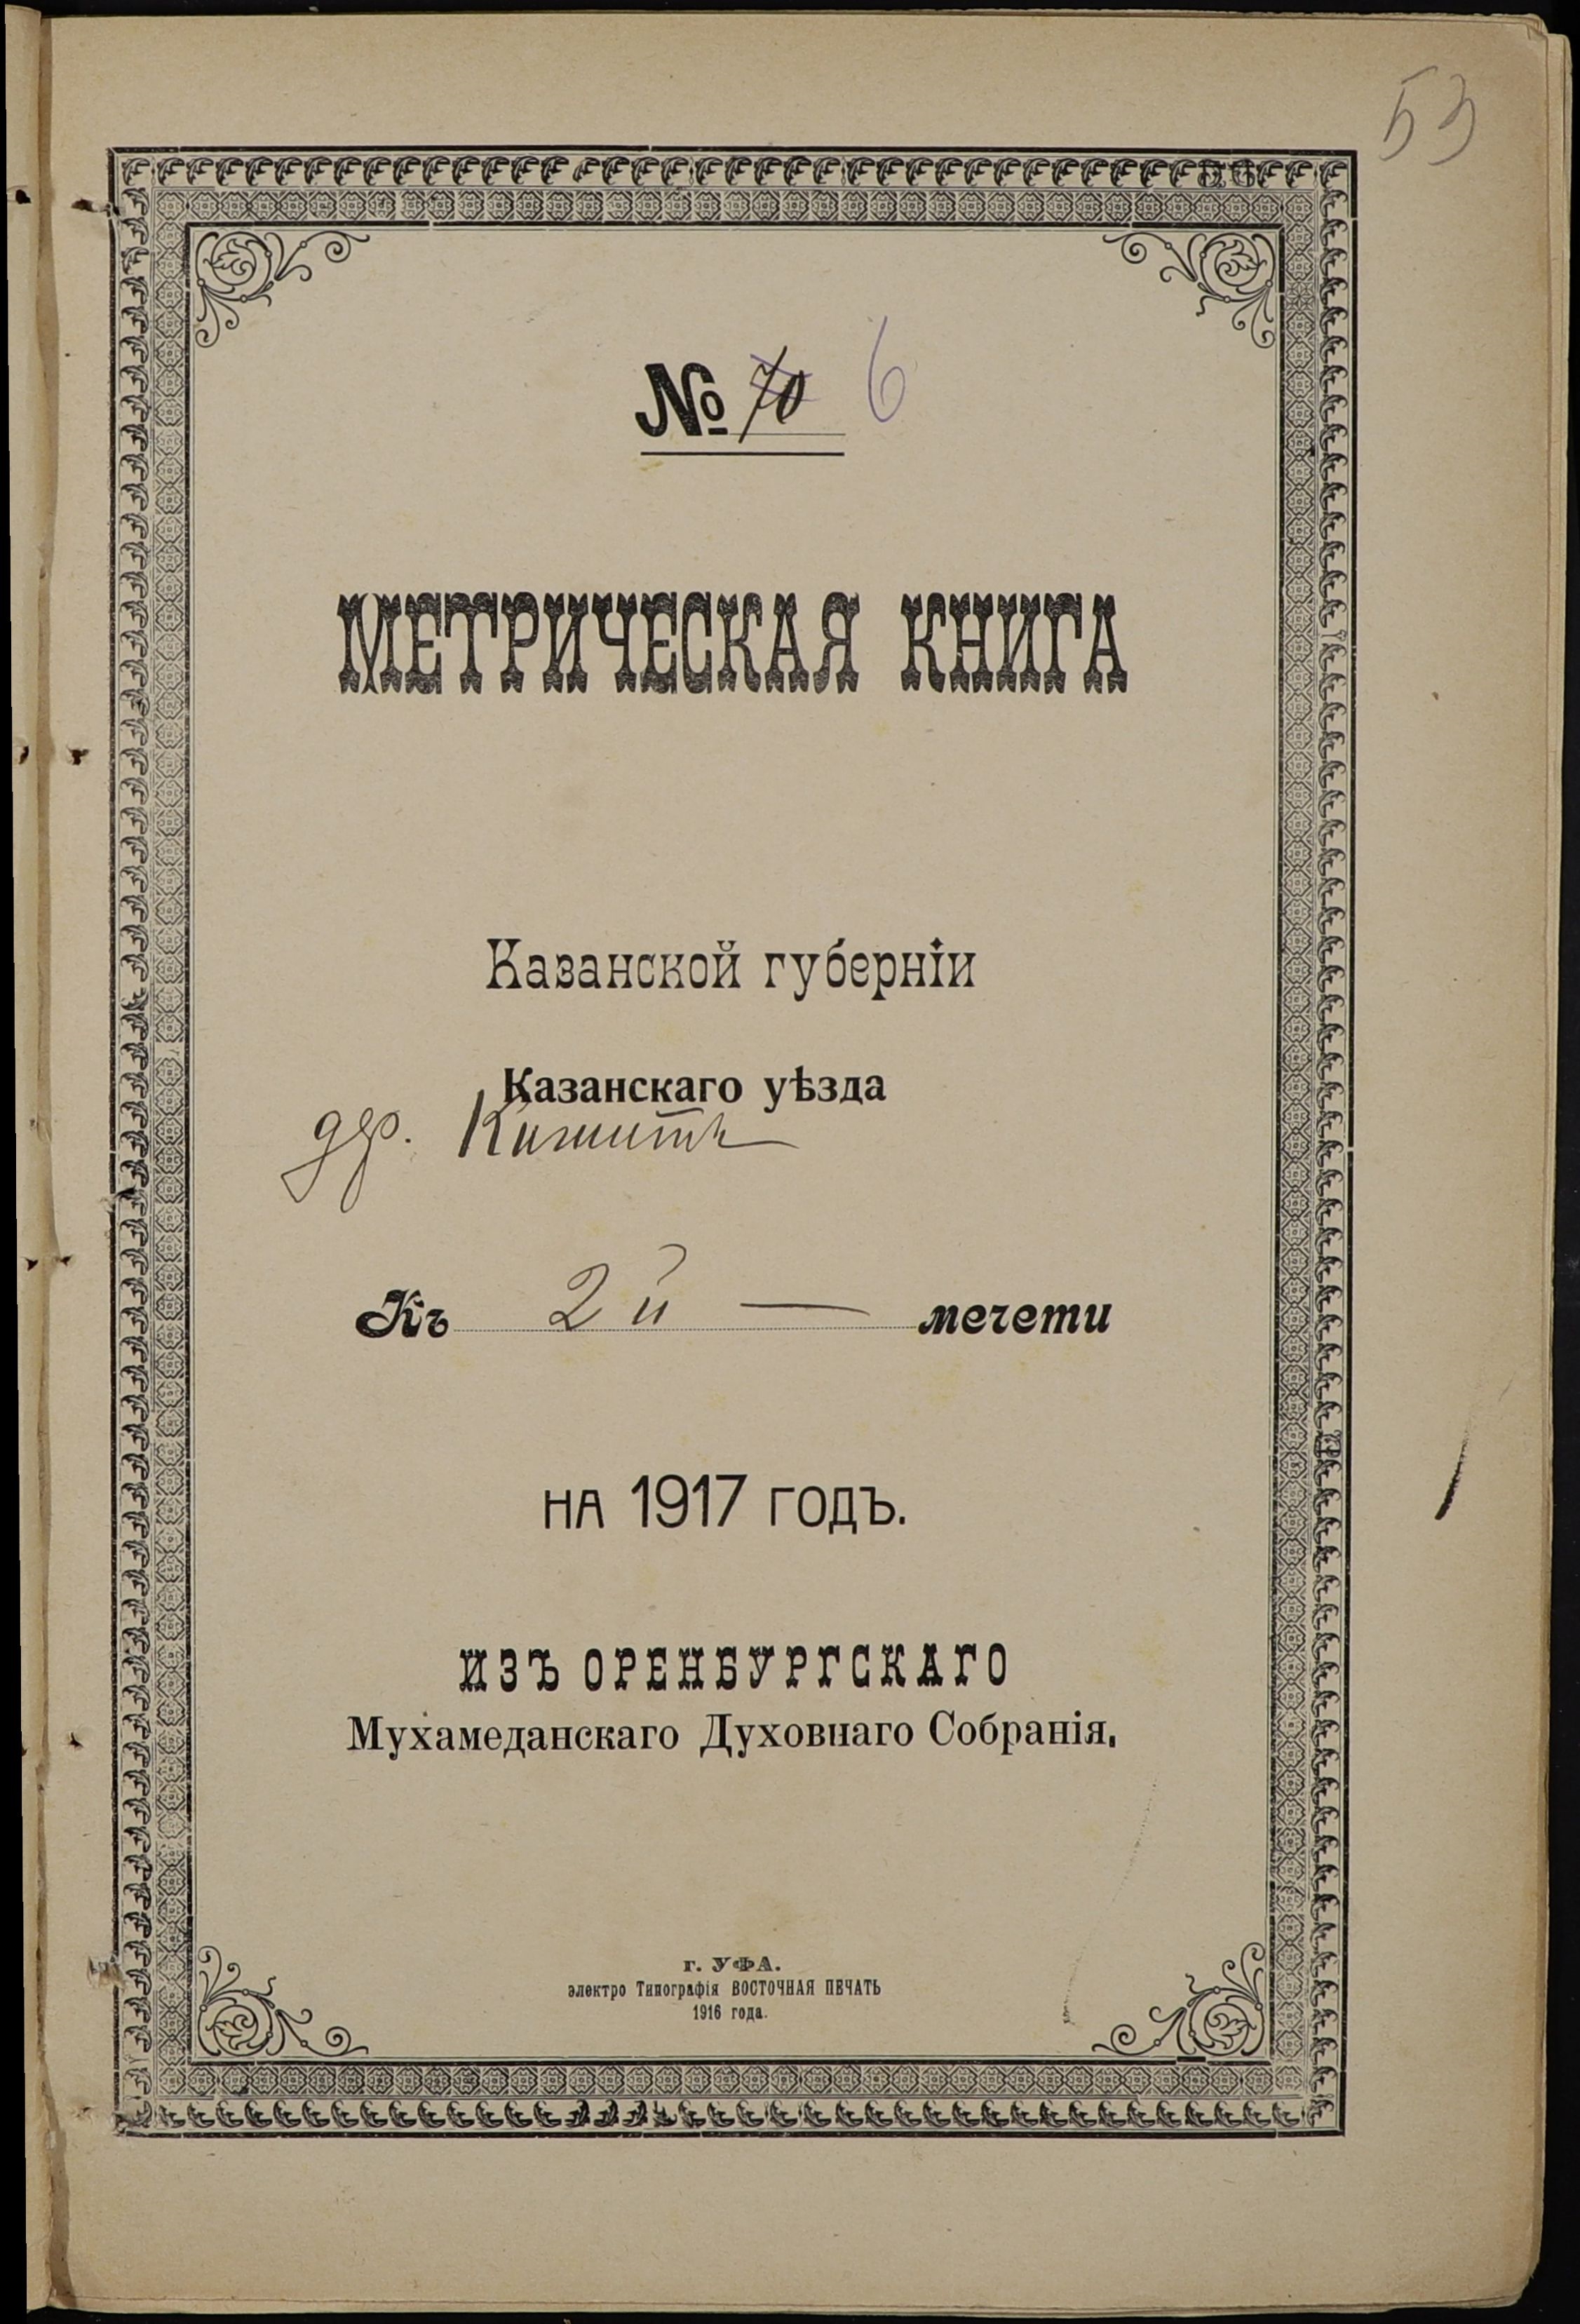 53
№ 70 6
МЕТРИЧЕСКАЯ КНИГА
Казанской губернiи
Казанскаго уѣзда
дер.
Къ 2й — мечети
НА 1917 ГОДЪ.
ИЗЪ ОРЕНБУРГСКАГО
Мухамеданскаго Духовнаго Собранiя.
г. УФА.
электро Типографiя ВОСТОЧНАЯ ПЕЧАТЬ
1916 года.